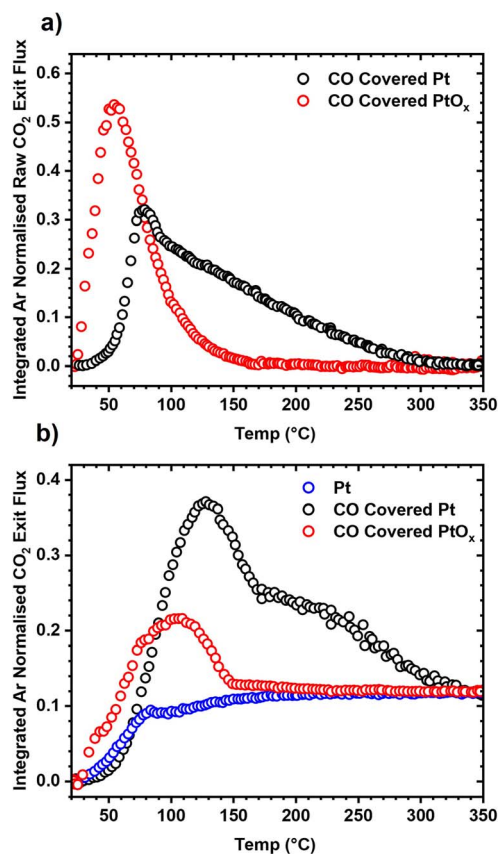 a)
Integrated Ar Normalised Raw CO₂ Exit Flux
0.6
0.5
0.4
0.3
0.2
0.1
0.0
CO Covered Pt
CO Covered PtOₓ
50 100 150 200 250 300 350
Temp (°C)
b)
Integrated Ar Normalised CO₂ Exit Flux
0.4
0.3
0.2
0.1
0.0
Pt
CO Covered Pt
CO Covered PtOₓ
50 100 150 200 250 300 350
Temp (°C)